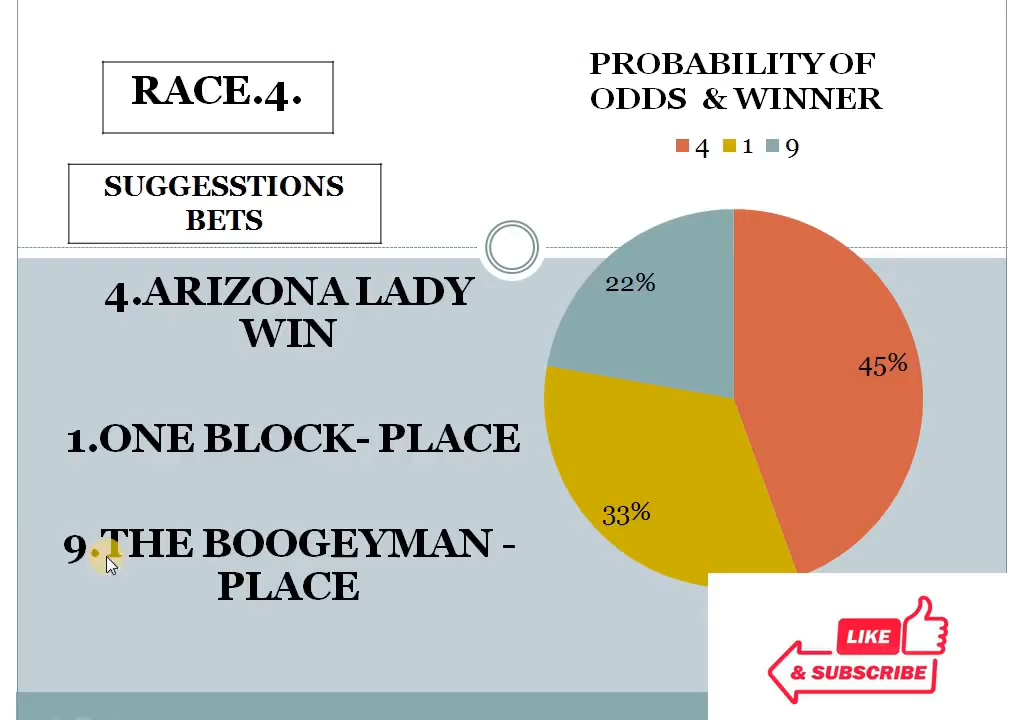 RACE.4.
SUGGESSTIONS
BETS
4.ARIZONA LADY
WIN
1.ONE BLOCK- PLACE
9.THE BOOGEYMAN -
PLACE
PROBABILITY OF
ODDS & WINNER
4 1 9
22%
45%
33%
LIKE
& SUBSCRIBE